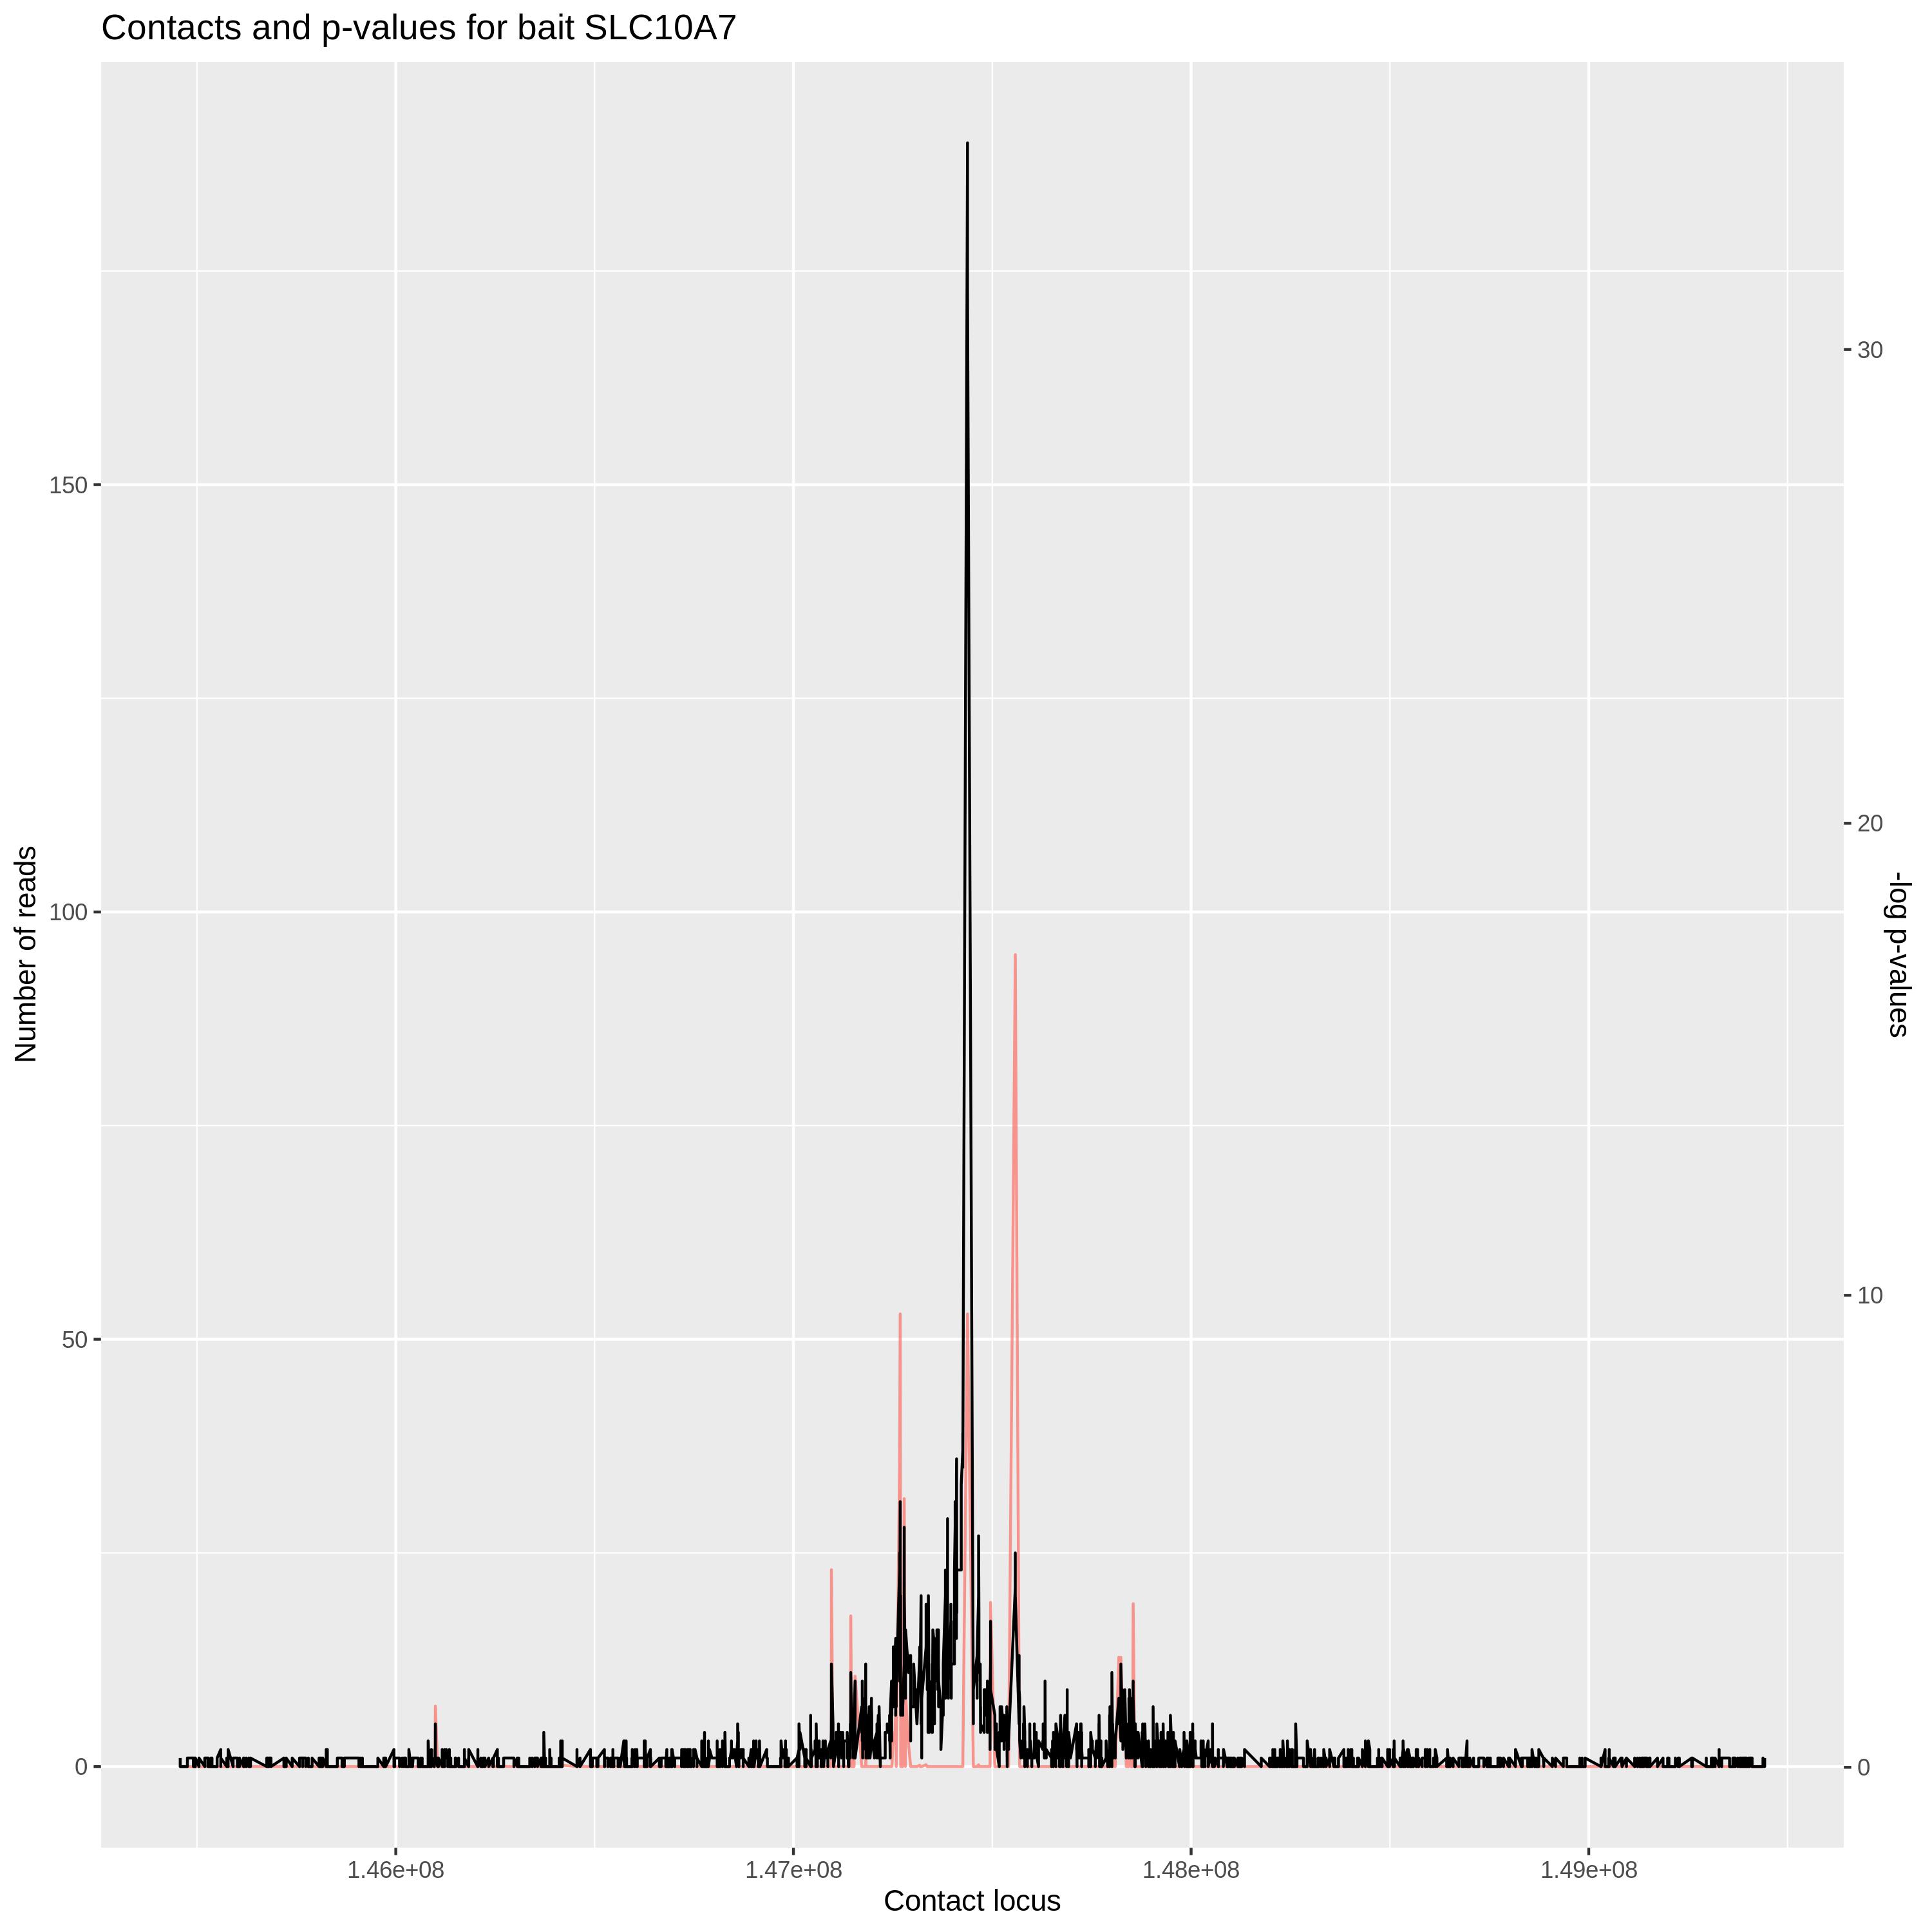 Contacts and p-values for bait SLC10A7
150
100
50
0
Number of reads
30
20
10
0
-log p-values
1.46e+08
1.47e+08
1.48e+08
1.49e+08
Contact locus